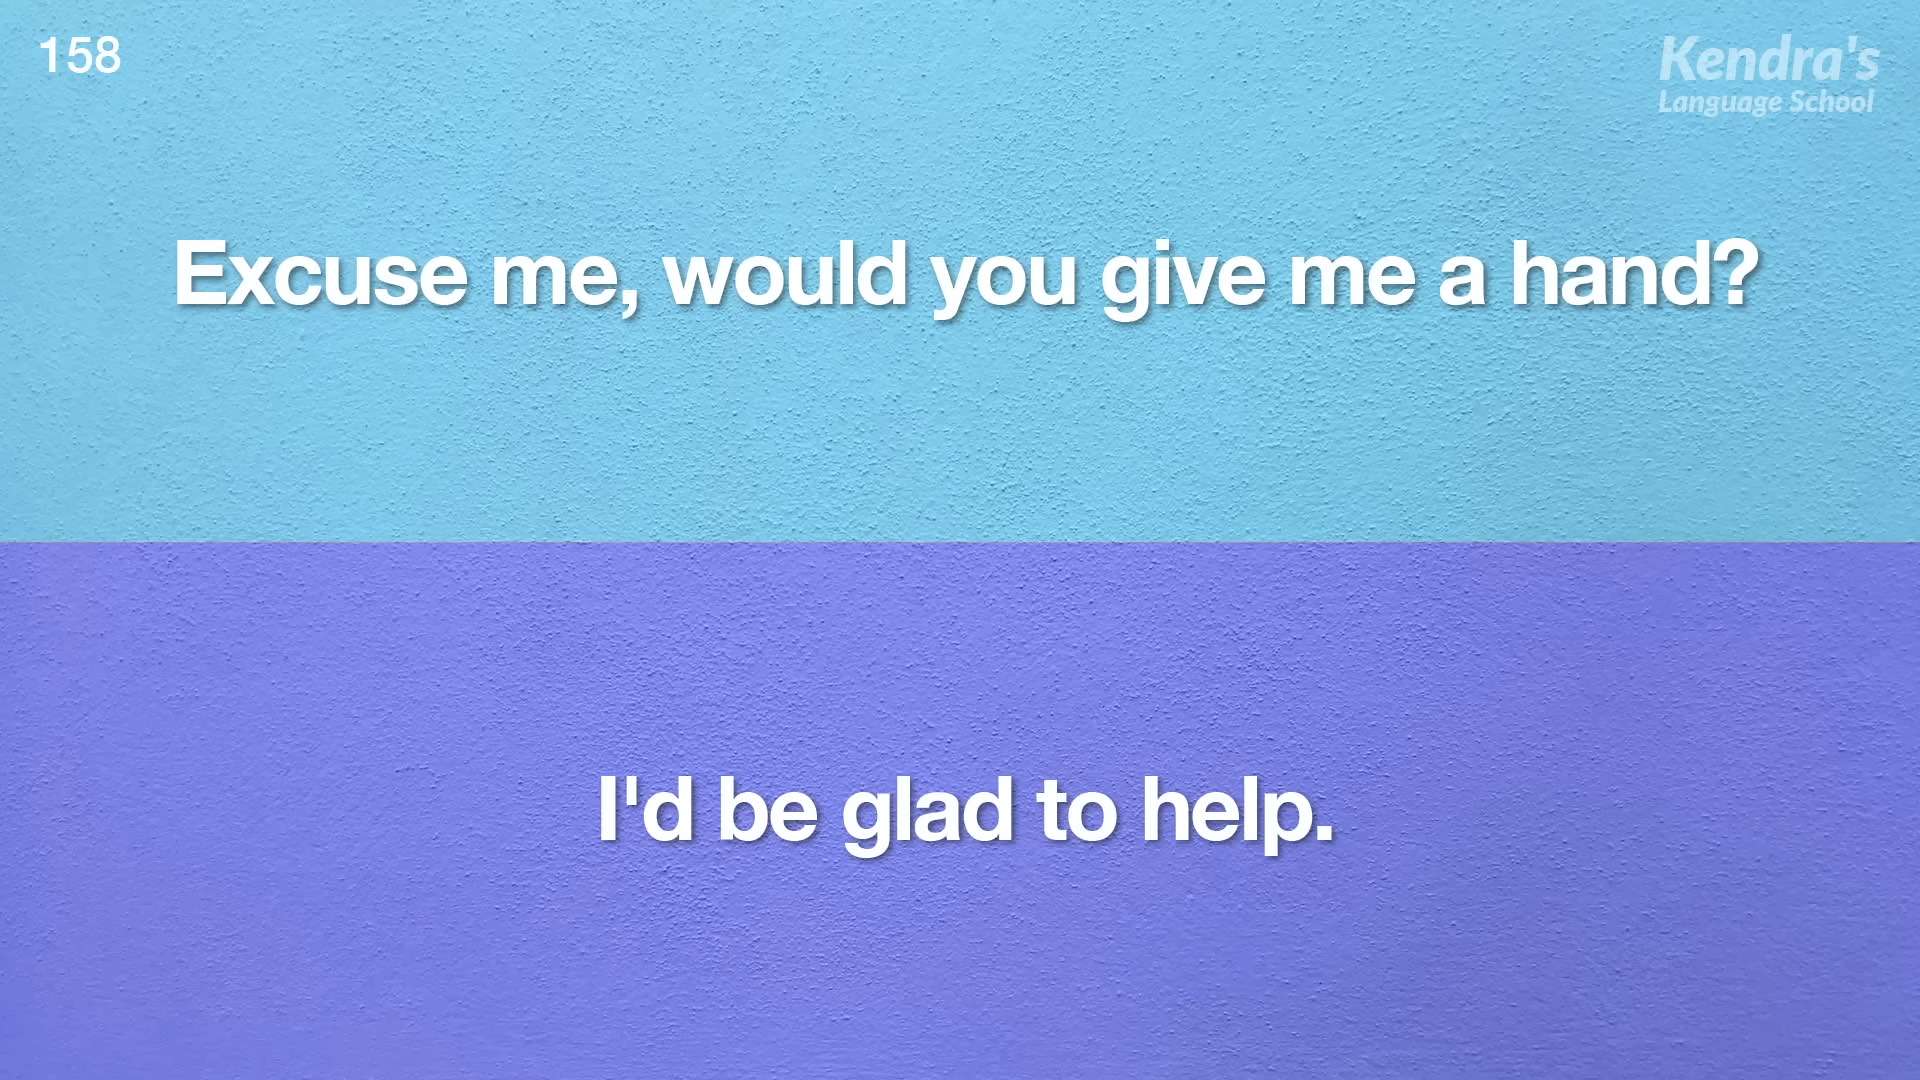 158
Kendra's
Language School
Excuse me, would you give me a hand?
I'd be glad to help.